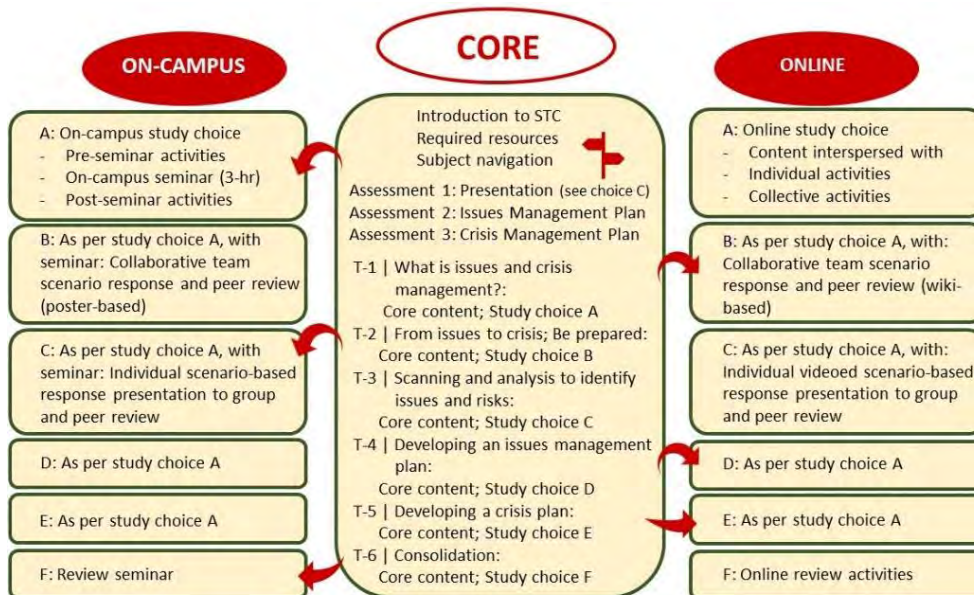 CORE
ON-CAMPUS
ONLINE
A: On-campus study choice
- Pre-seminar activities
- On-campus seminar (3-hr)
- Post-seminar activities
B: As per study choice A, with
seminar: Collaborative team
scenario response and peer review
(poster-based)
C: As per study choice A, with
seminar: Individual scenario-based
response presentation to group
and peer review
D: As per study choice A
E: As per study choice A
F: Review seminar
Introduction to STC
Required resources
Subject navigation
Assessment 1: Presentation (see choice C)
Assessment 2: Issues Management Plan
Assessment 3: Crisis Management Plan
T-1 | What is issues and crisis
management?:
Core content; Study choice A
T-2 | From issues to crisis; Be prepared:
Core content; Study choice B
T-3 | Scanning and analysis to identify
issues and risks:
Core content; Study choice C
T-4 | Developing an issues management
plan:
Core content; Study choice D
T-5 | Developing a crisis plan:
Core content; Study choice E
T-6 | Consolidation:
Core content; Study choice F
A: Online study choice
- Content interspersed with
- Individual activities
- Collective activities
B: As per study choice A, with:
Collaborative team scenario
response and peer review (wiki-
based)
C: As per study choice A, with:
Individual videoed scenario-based
response presentation to group
and peer review
D: As per study choice A
E: As per study choice A
F: Online review activities